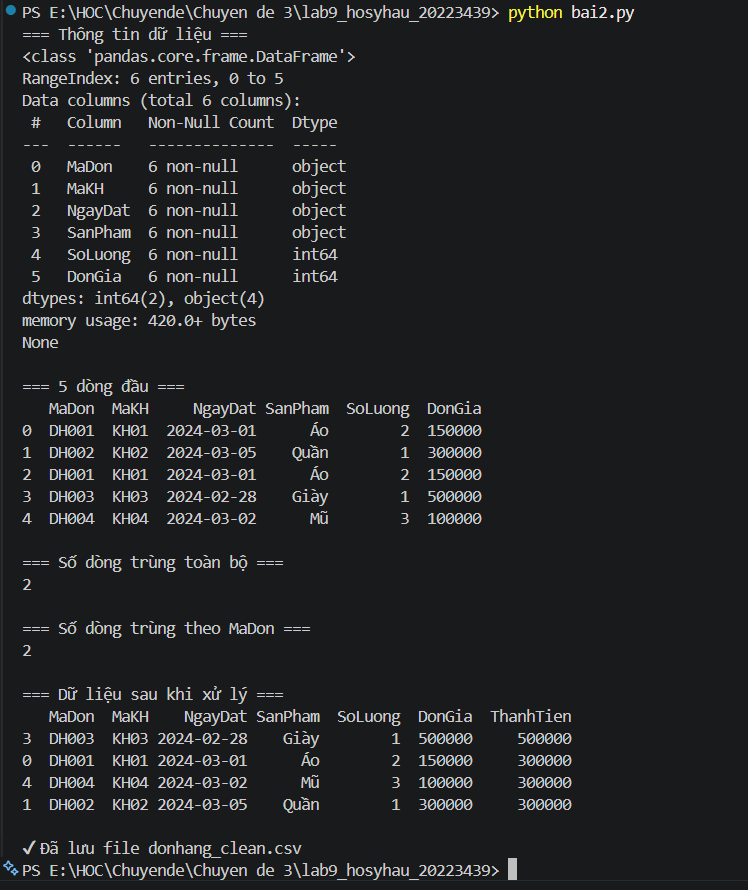 PS E:\HOC\Chuyende\Chuyen de 3\lab9_hosyhau_20223439> python bai2.py
=== Thông tin dữ liệu ===
<class 'pandas.core.frame.DataFrame'>
RangeIndex: 6 entries, 0 to 5
Data columns (total 6 columns):
 #   Column    Non-Null Count  Dtype
---  ------    --------------  -----
 0   MaDon     6 non-null      object
 1   MaKH      6 non-null      object
 2   NgayDat   6 non-null      object
 3   SanPham   6 non-null      object
 4   SoLuong   6 non-null      int64
 5   DonGia    6 non-null      int64
dtypes: int64(2), object(4)
memory usage: 420.0+ bytes
None
=== 5 dòng đầu ===
   MaDon  MaKH     NgayDat SanPham  SoLuong  DonGia
0  DH001  KH01  2024-03-01      Áo        2  150000
1  DH002  KH02  2024-03-05    Quần        1  300000
2  DH001  KH01  2024-03-01      Áo        2  150000
3  DH003  KH03  2024-02-28    Giày        1  500000
4  DH004  KH04  2024-03-02      Mũ        3  100000
=== Số dòng trùng toàn bộ ===
2
=== Số dòng trùng theo MaDon ===
2
=== Dữ liệu sau khi xử lý ===
   MaDon  MaKH    NgayDat SanPham  SoLuong  DonGia  ThanhTien
3  DH003  KH03 2024-02-28    Giày        1  500000     500000
0  DH001  KH01 2024-03-01      Áo        2  150000     300000
4  DH004  KH04 2024-03-02      Mũ        3  100000     300000
1  DH002  KH02 2024-03-05    Quần        1  300000     300000
✔ Đã lưu file donhang_clean.csv
PS E:\HOC\Chuyende\Chuyen de 3\lab9_hosyhau_20223439>